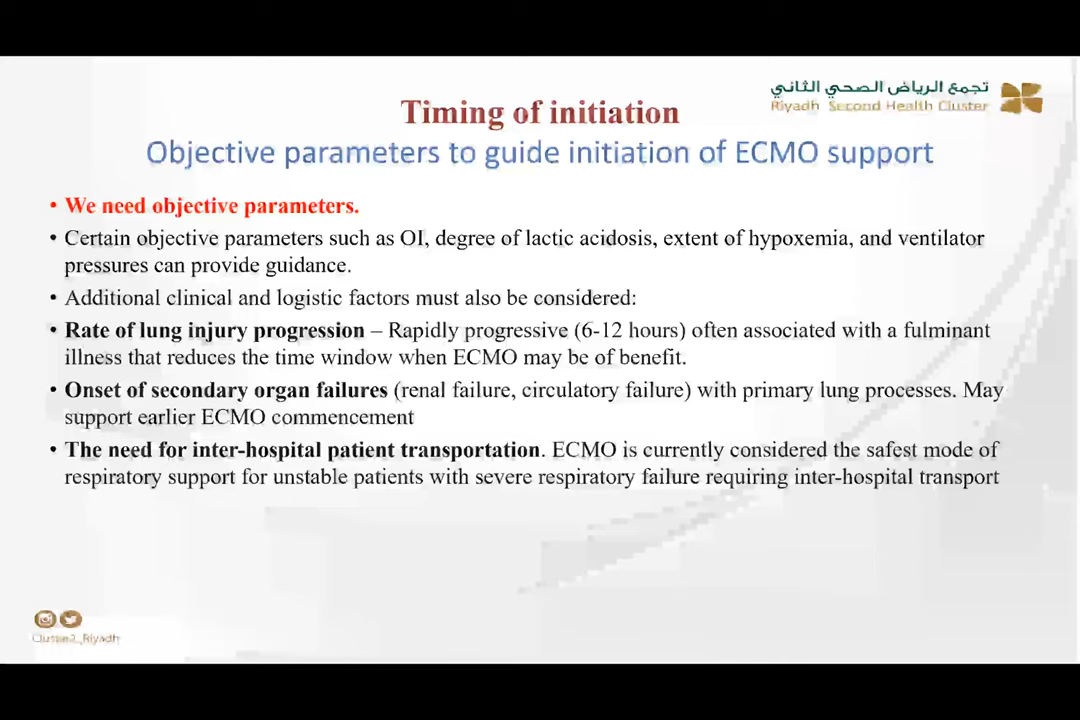 تجمع الرياض الصحي الثاني
Riyadh Second Health Cluster
Timing of initiation
Objective parameters to guide initiation of ECMO support
• We need objective parameters.
• Certain objective parameters such as OI, degree of lactic acidosis, extent of hypoxemia, and ventilator
pressures can provide guidance.
• Additional clinical and logistic factors must also be considered:
• Rate of lung injury progression – Rapidly progressive (6-12 hours) often associated with a fulminant
illness that reduces the time window when ECMO may be of benefit.
• Onset of secondary organ failures (renal failure, circulatory failure) with primary lung processes. May
support earlier ECMO commencement
• The need for inter-hospital patient transportation. ECMO is currently considered the safest mode of
respiratory support for unstable patients with severe respiratory failure requiring inter-hospital transport
Cluster2_Riyadh